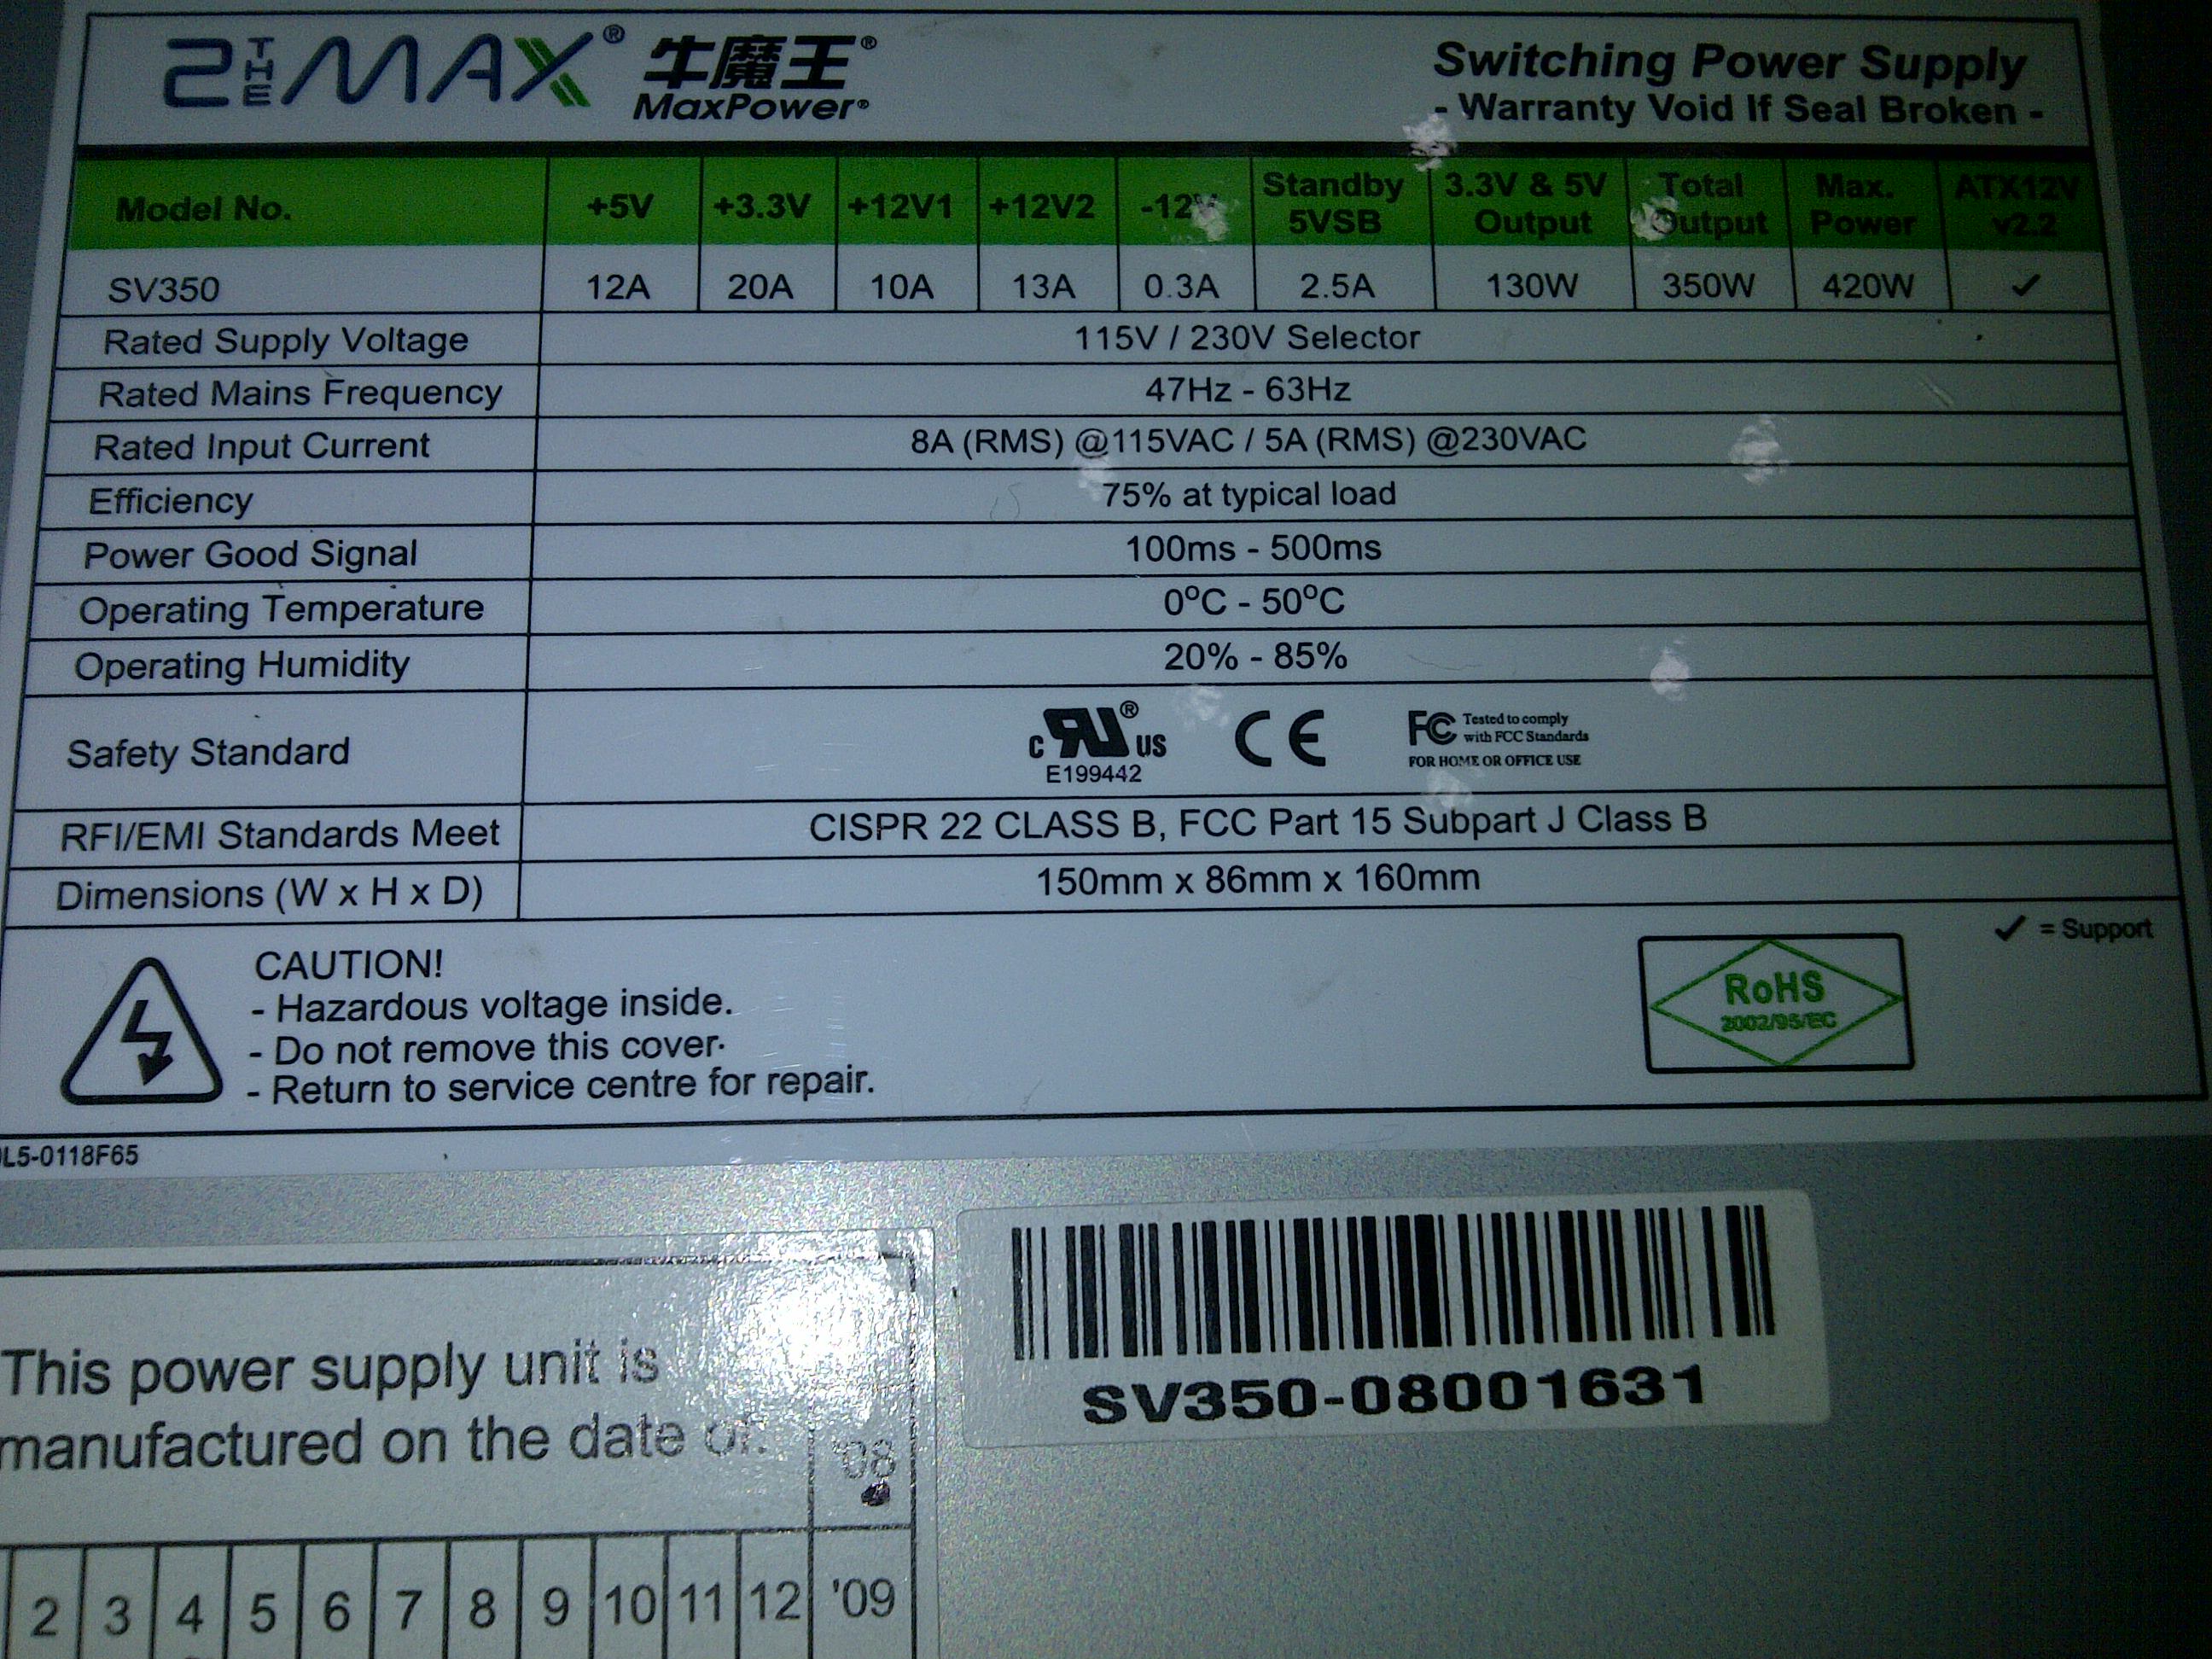 2 THE MAX® 牛魔王®
MaxPower®
Switching Power Supply
- Warranty Void If Seal Broken -
Model No. +5V +3.3V +12V1 +12V2 -12V Standby 5VSB 3.3V & 5V Output Total Output Max. Power ATX12V v2.2
SV350 12A 20A 10A 13A 0.3A 2.5A 130W 350W 420W ✓
Rated Supply Voltage 115V / 230V Selector
Rated Mains Frequency 47Hz - 63Hz
Rated Input Current 8A (RMS) @115VAC / 5A (RMS) @230VAC
Efficiency 75% at typical load
Power Good Signal 100ms - 500ms
Operating Temperature 0°C - 50°C
Operating Humidity 20% - 85%
Safety Standard
c RU® US
E199442
CE
FC Tested to comply
with FCC Standards
FOR HOME OR OFFICE USE
RFI/EMI Standards Meet CISPR 22 CLASS B, FCC Part 15 Subpart J Class B
Dimensions (W x H x D) 150mm x 86mm x 160mm
✓ = Support
CAUTION!
- Hazardous voltage inside.
- Do not remove this cover.
- Return to service centre for repair.
RoHS
2002/95/EC
L5-0118F65
SV350-08001631
This power supply unit is
manufactured on the date of:
'08
2 3 4 5 6 7 8 9 10 11 12 '09